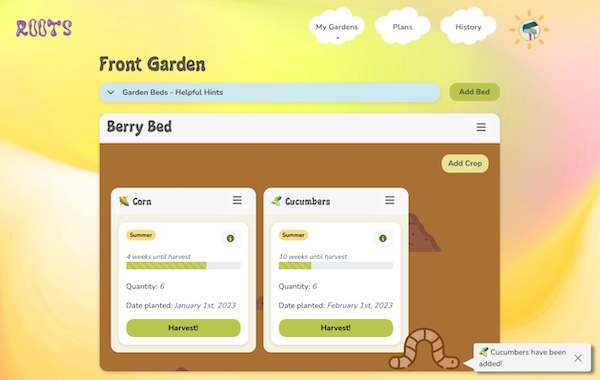 ROOTS
My Gardens
Plans
History
Front Garden
Garden Beds - Helpful Hints
Add Bed
Berry Bed
Add Crop
Corn
Summer
4 weeks until harvest
Quantity: 6
Date planted: January 1st, 2023
Harvest!
Cucumbers
Summer
10 weeks until harvest
Quantity: 6
Date planted: February 1st, 2023
Harvest!
Cucumbers have been
added!